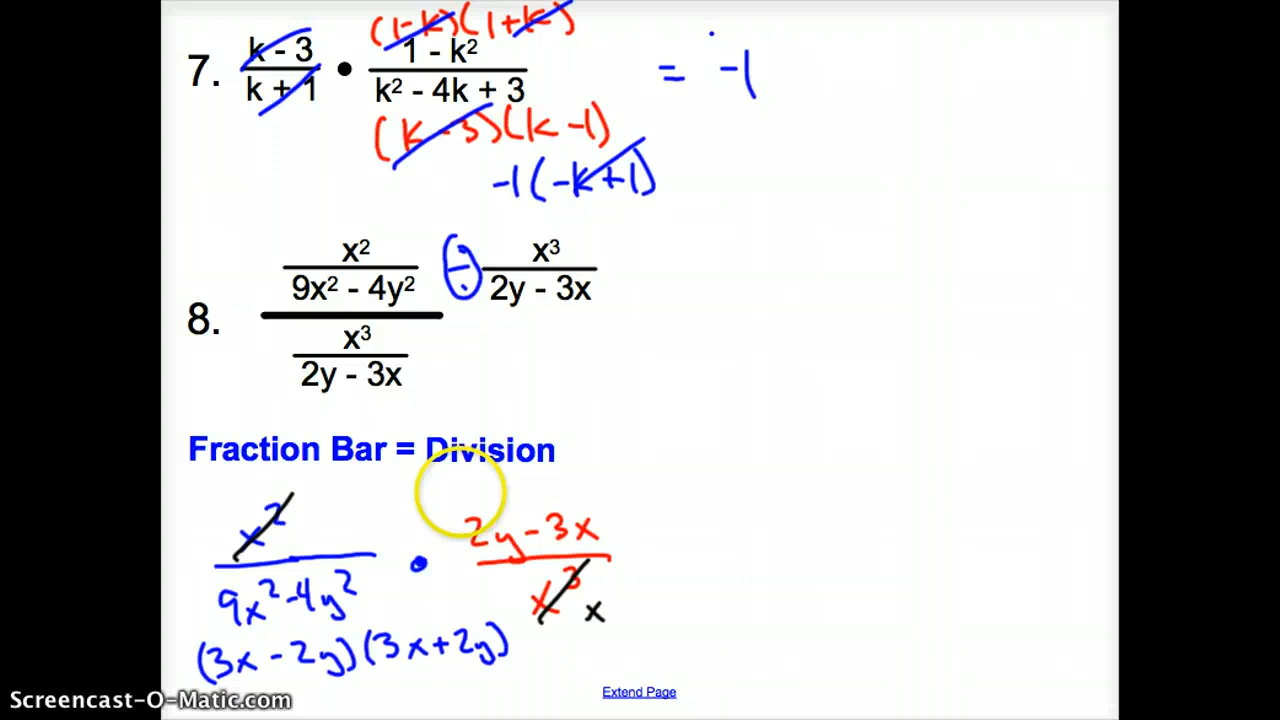 (1-k)(1+k)
7. k - 3 / k + 1 • 1 - k² / k² - 4k + 3 = -1
(k-3)(k-1)
-1(-k+1)
8. x² / 9x² - 4y² ÷ x³ / 2y - 3x
x³ / 2y - 3x
Fraction Bar = Division
x² / 9x²-4y² • 2y-3x / x³ x
(3x-2y)(3x+2y)
Extend Page
Screencast-O-Matic.com